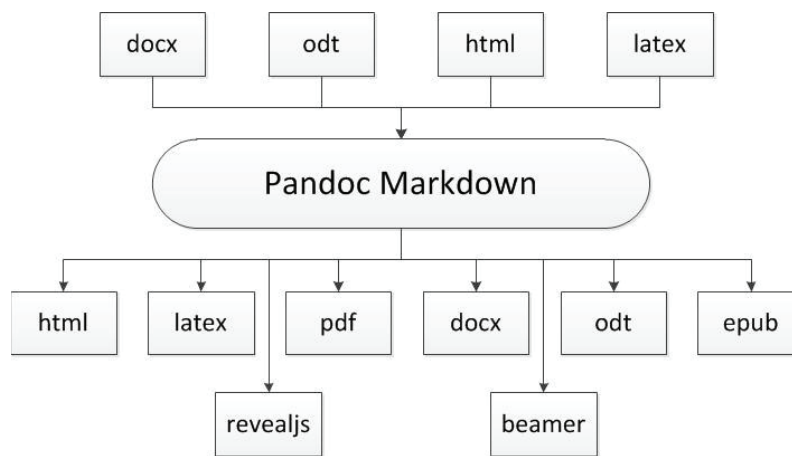 docx
odt
html
latex
Pandoc Markdown
html
latex
pdf
docx
odt
epub
revealjs
beamer